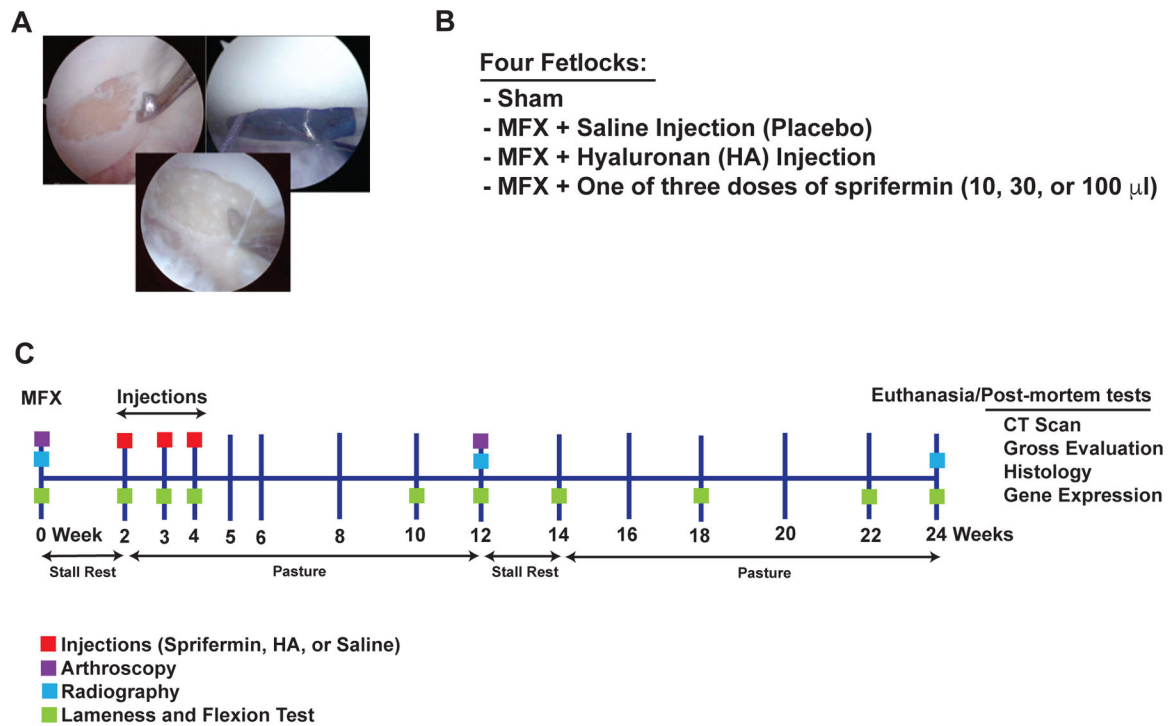 A
B
Four Fetlocks:
- Sham
- MFX + Saline Injection (Placebo)
- MFX + Hyaluronan (HA) Injection
- MFX + One of three doses of sprifermin (10, 30, or 100 µl)
C
MFX
Injections
Euthanasia/Post-mortem tests
CT Scan
Gross Evaluation
Histology
Gene Expression
0 Week 2 3 4 5 6 8 10 12 14 16 18 20 22 24 Weeks
Stall Rest Pasture Stall Rest Pasture
Injections (Sprifermin, HA, or Saline)
Arthroscopy
Radiography
Lameness and Flexion Test